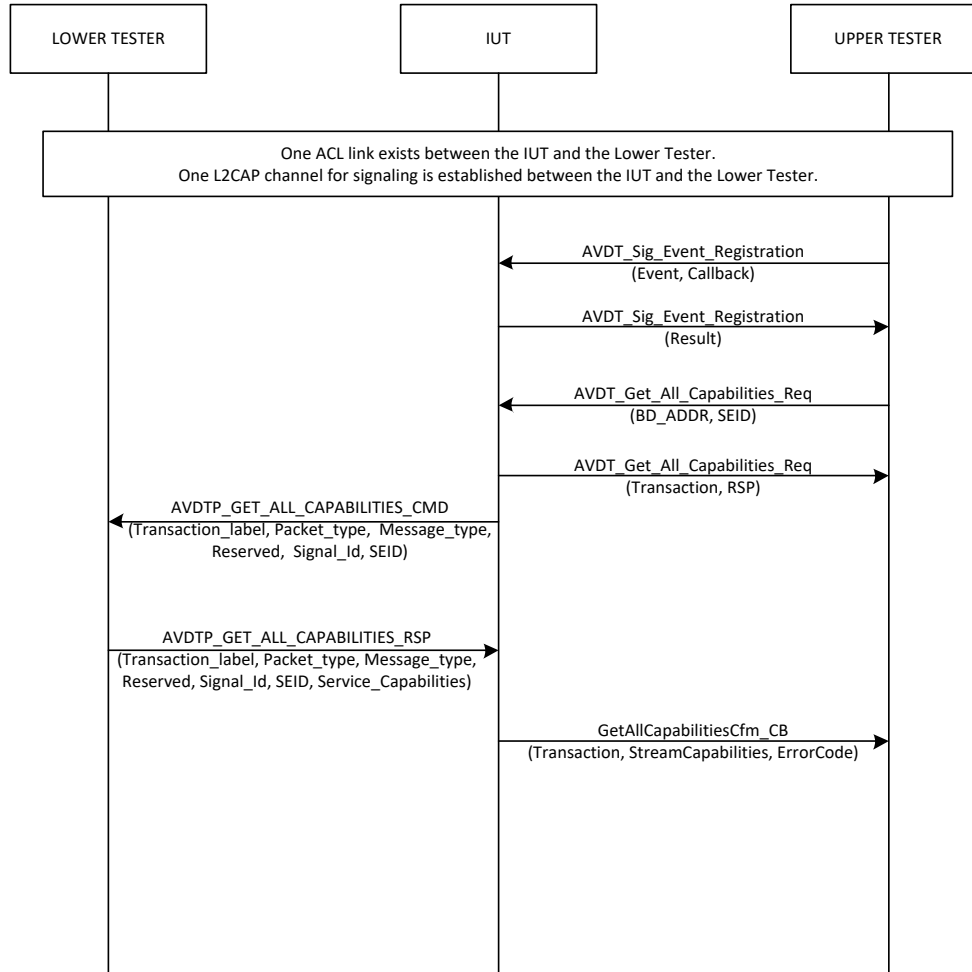 LOWER TESTER
IUT
UPPER TESTER
One ACL link exists between the IUT and the Lower Tester.
One L2CAP channel for signaling is established between the IUT and the Lower Tester.
AVDT_Sig_Event_Registration
(Event, Callback)
AVDT_Sig_Event_Registration
(Result)
AVDT_Get_All_Capabilities_Req
(BD_ADDR, SEID)
AVDT_Get_All_Capabilities_Req
(Transaction, RSP)
AVDTP_GET_ALL_CAPABILITIES_CMD
(Transaction_label, Packet_type, Message_type,
Reserved, Signal_Id, SEID)
AVDTP_GET_ALL_CAPABILITIES_RSP
(Transaction_label, Packet_type, Message_type,
Reserved, Signal_Id, SEID, Service_Capabilities)
GetAllCapabilitiesCfm_CB
(Transaction, StreamCapabilities, ErrorCode)